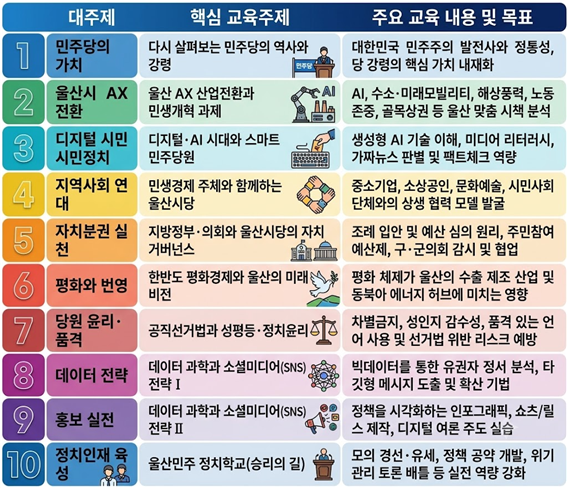 대주제 핵심 교육주제 주요 교육 내용 및 목표
1 민주당의 다시 살펴보는 민주당의 역사와 대한민국 민주주의 발전사와 정통성,
가치 강령 민주당 당 강령의 핵심 가치 내재화
2 울산시 AX 울산 AX 산업전환과 AI AI, 수소·미래모빌리티, 해상풍력, 노동
전환 민생개혁 과제 존중, 골목상권 등 울산 맞춤 시책 분석
3 디지털 시민 디지털·AI 시대와 스마트 생성형 AI 기술 이해, 미디어 리터러시,
시민정치 민주당원 가짜뉴스 판별 및 팩트체크 역량
4 지역사회 연 민생경제 주체와 함께하는 중소기업, 소상공인, 문화예술, 시민사회
대 울산시당 단체와의 상생 협력 모델 발굴
5 자치분권 실 지방정부·의회와 울산시당의 자치 조례 입안 및 예산 심의 원리, 주민참여
천 거버넌스 예산제, 구·군의회 감시 및 협업
6 평화와 번영 한반도 평화경제와 울산의 미래 평화 체제가 울산의 수출 제조 산업 및
비전 동북아 에너지 허브에 미치는 영향
7 당원 윤리· 공직선거법과 성평등·정치윤리 차별금지, 성인지 감수성, 품격 있는 언
품격 어 사용 및 선거법 위반 리스크 예방
8 데이터 전략 데이터 과학과 소셜미디어(SNS) 빅데이터를 통한 유권자 정서 분석, 타
전략 Ⅰ 깃형 메시지 도출 및 확산 기법
9 홍보 실전 데이터 과학과 소셜미디어(SNS) 정책을 시각화하는 인포그래픽, 쇼츠/릴
전략 Ⅱ 스 제작, 디지털 여론 주도 실습
10 정치인재 육 울산민주 정치학교(승리의 길) 모의 경선·유세, 정책 공약 개발, 위기
성 관리 토론 배틀 등 실전 역량 강화